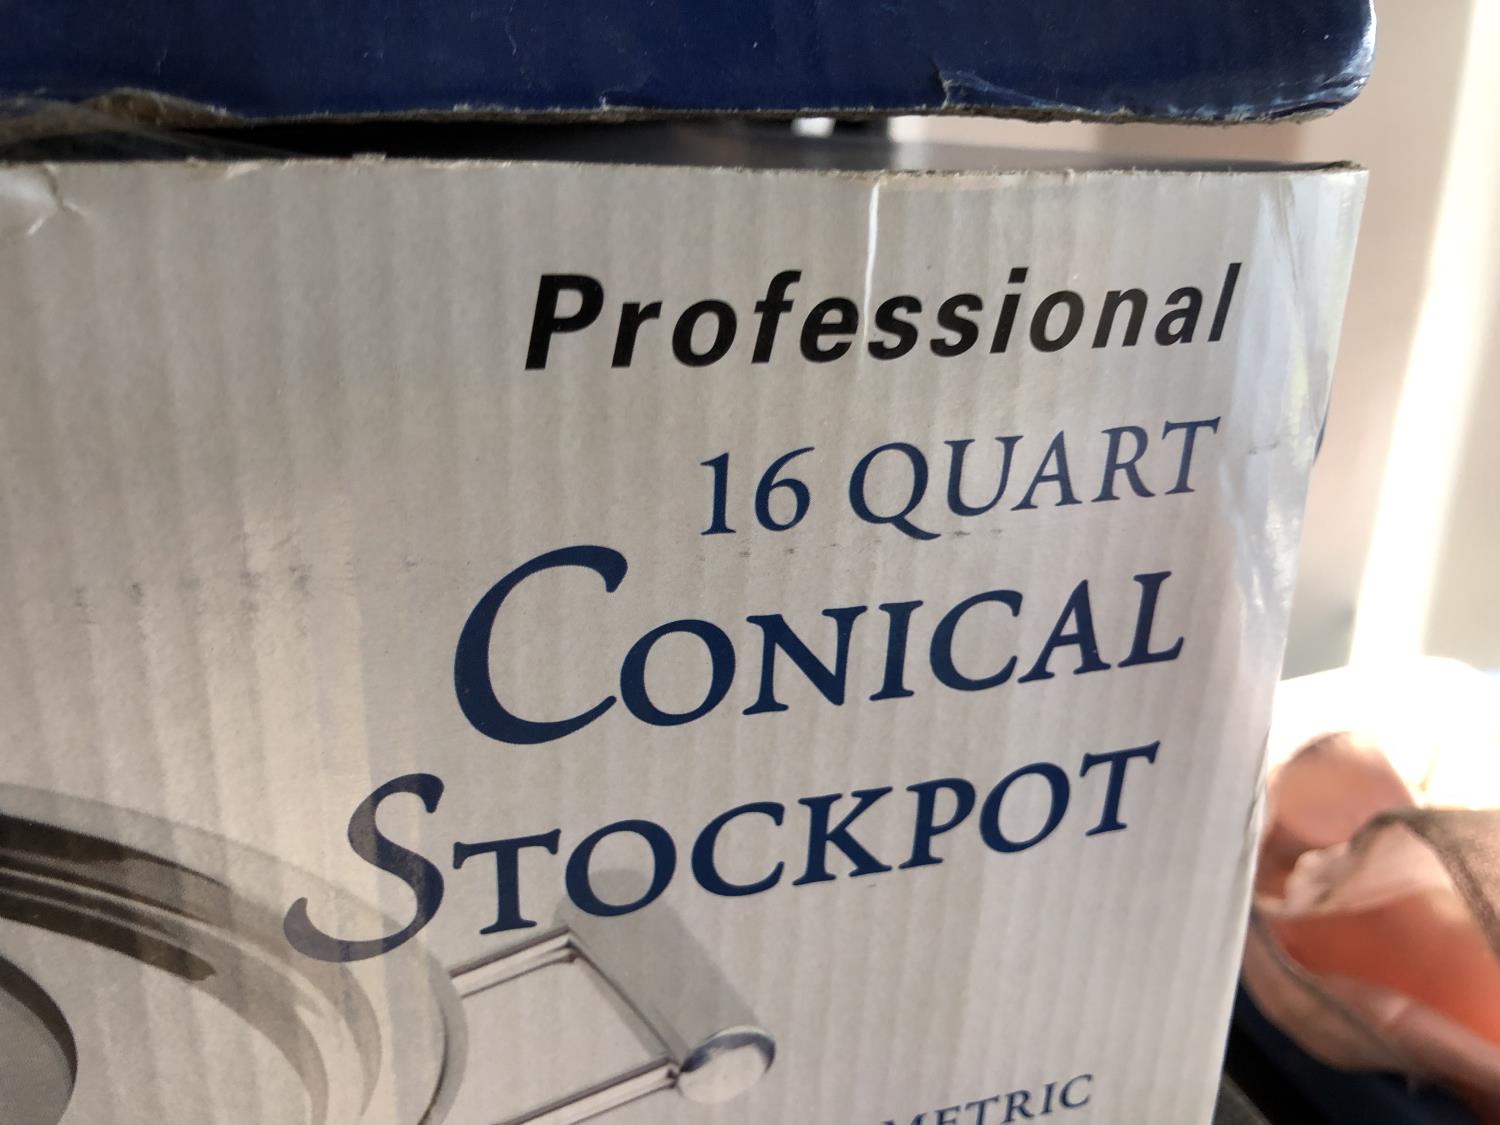 Professional
16 QUART
CONICAL
STOCKPOT